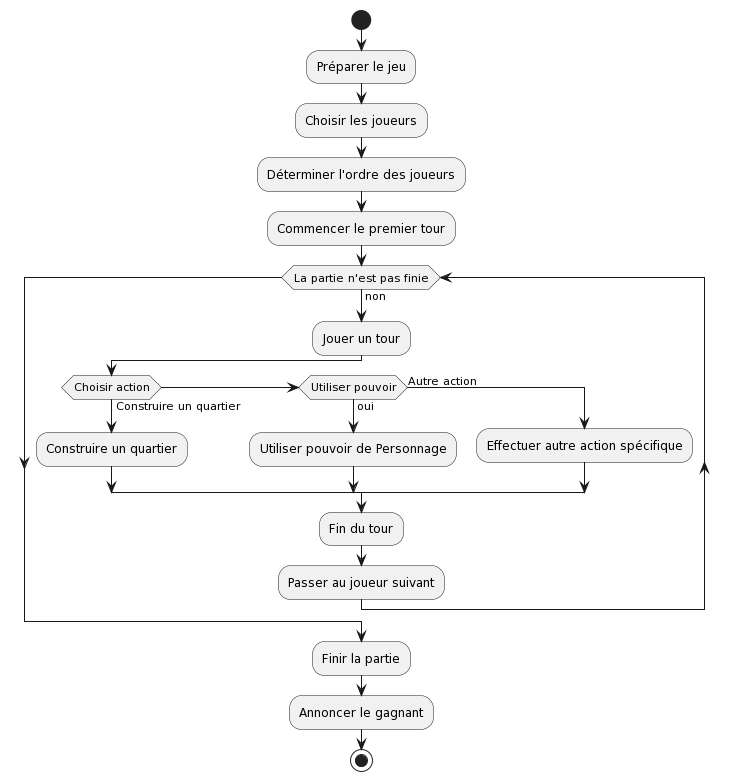 Préparer le jeu
Choisir les joueurs
Déterminer l'ordre des joueurs
Commencer le premier tour
La partie n'est pas finie
non
Jouer un tour
Choisir action
Utiliser pouvoir
Autre action
Construire un quartier
oui
Construire un quartier
Utiliser pouvoir de Personnage
Effectuer autre action spécifique
Fin du tour
Passer au joueur suivant
Finir la partie
Annoncer le gagnant